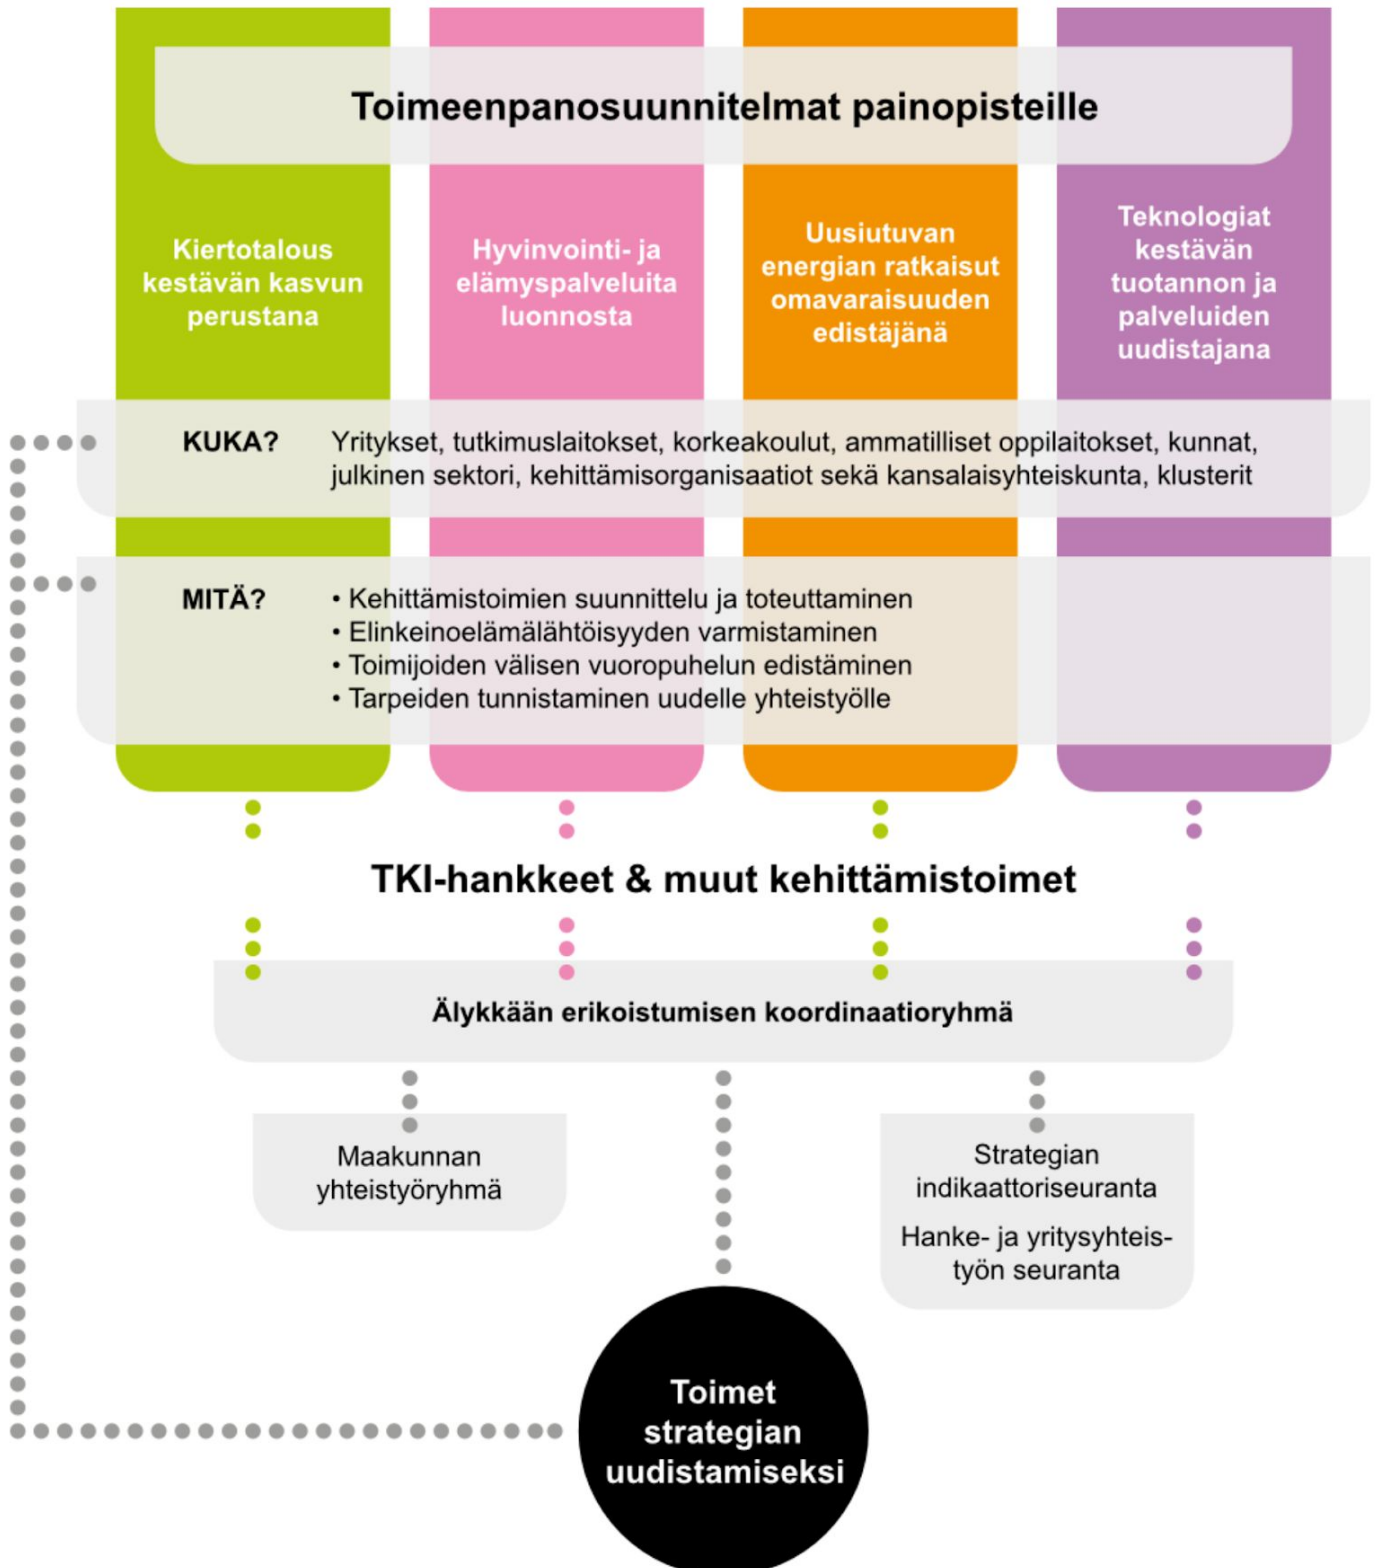 Toimeenpanosuunnitelmat painopisteille
Kiertotalous
kestävän kasvun
perustana
Hyvinvointi- ja
elämyspalveluita
luonnosta
Uusiutuvan
energian ratkaisut
omavaraisuuden
edistäjänä
Teknologiat
kestävän
tuotannon ja
palveluiden
uudistajana
KUKA?
Yritykset, tutkimuslaitokset, korkeakoulut, ammatilliset oppilaitokset, kunnat,
julkinen sektori, kehittämisorganisaatiot sekä kansalaisyhteiskunta, klusterit
MITÄ?
• Kehittämistoimien suunnittelu ja toteuttaminen
• Elinkeinoelämälähtöisyyden varmistaminen
• Toimijoiden välisen vuoropuhelun edistäminen
• Tarpeiden tunnistaminen uudelle yhteistyölle
TKI-hankkeet & muut kehittämistoimet
Älykkään erikoistumisen koordinaatioryhmä
Maakunnan
yhteistyöryhmä
Strategian
indikaattoriseuranta
Hanke- ja yritysyhteis-
työn seuranta
Toimet
strategian
uudistamiseksi